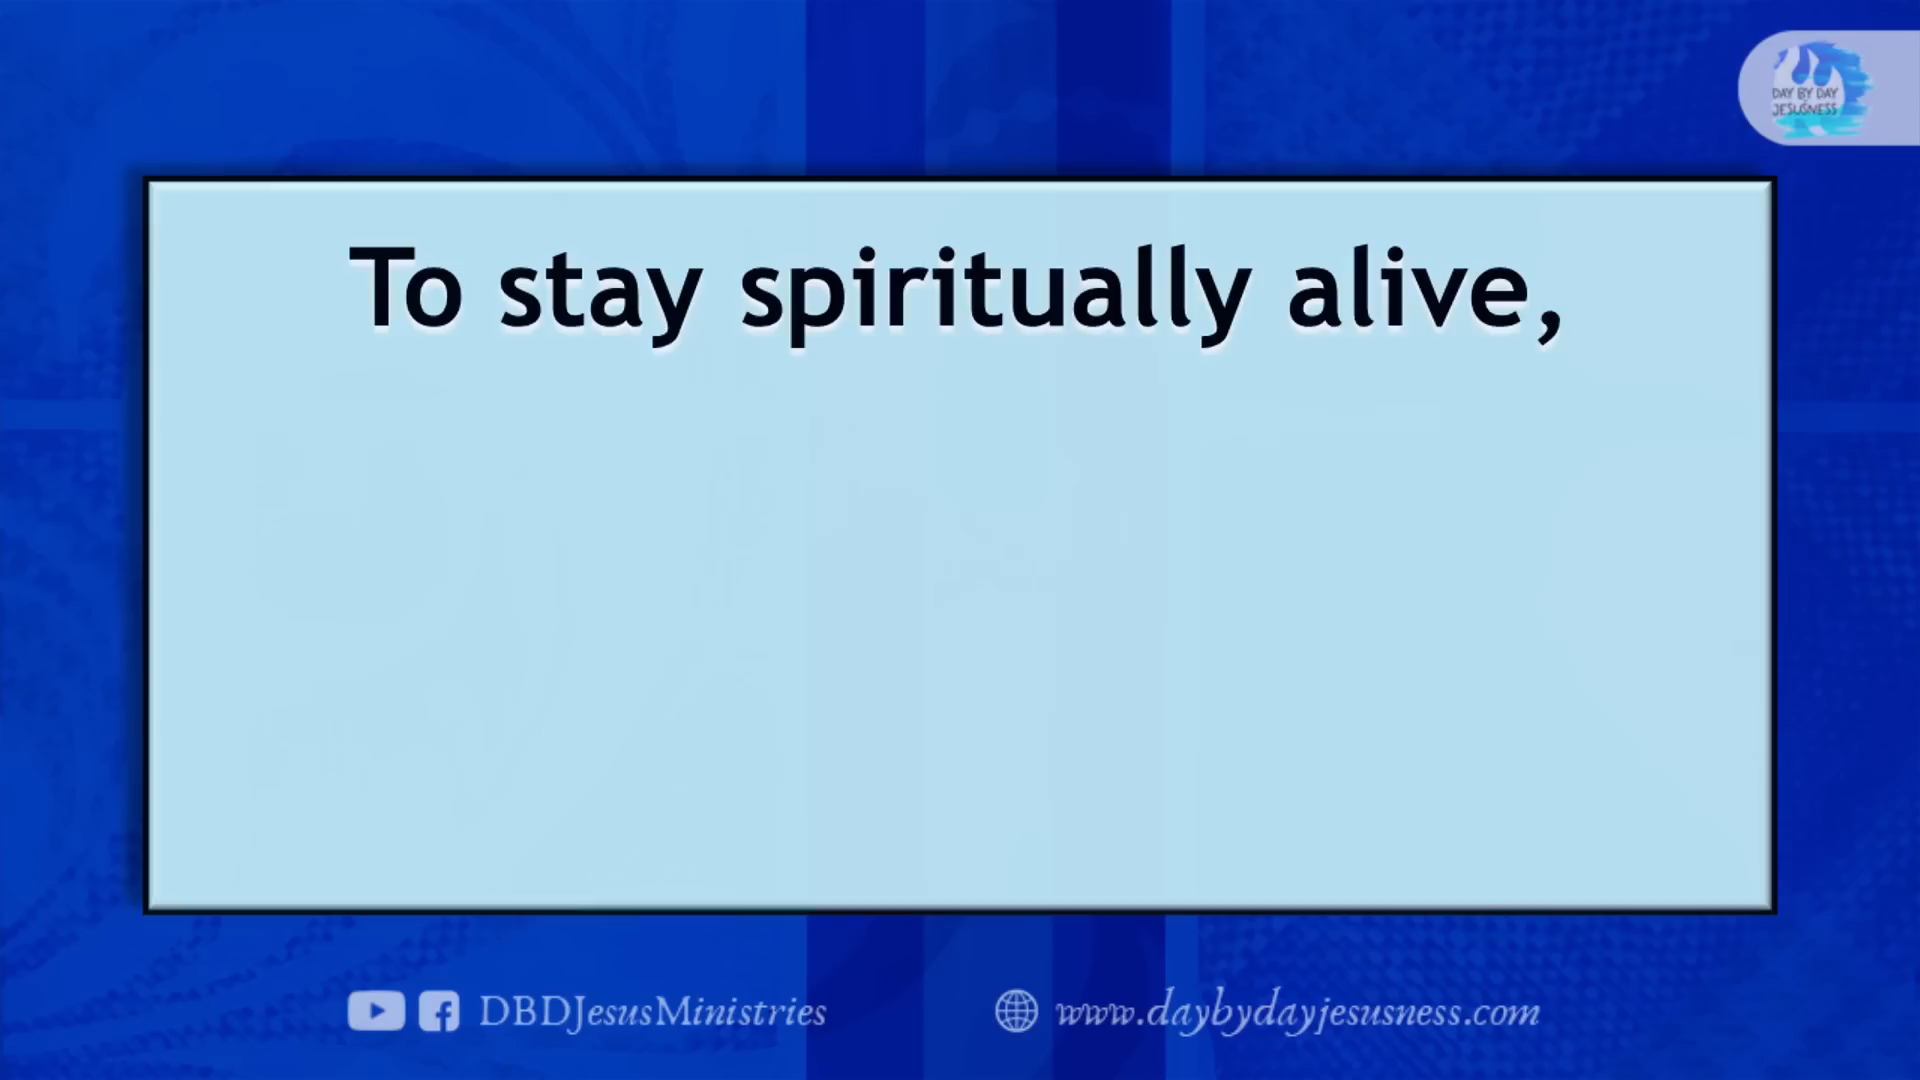 DAY BY DAY
JESUSNESS
To stay spiritually alive,
DBDJesusMinistries
www.daybydayjesusness.com